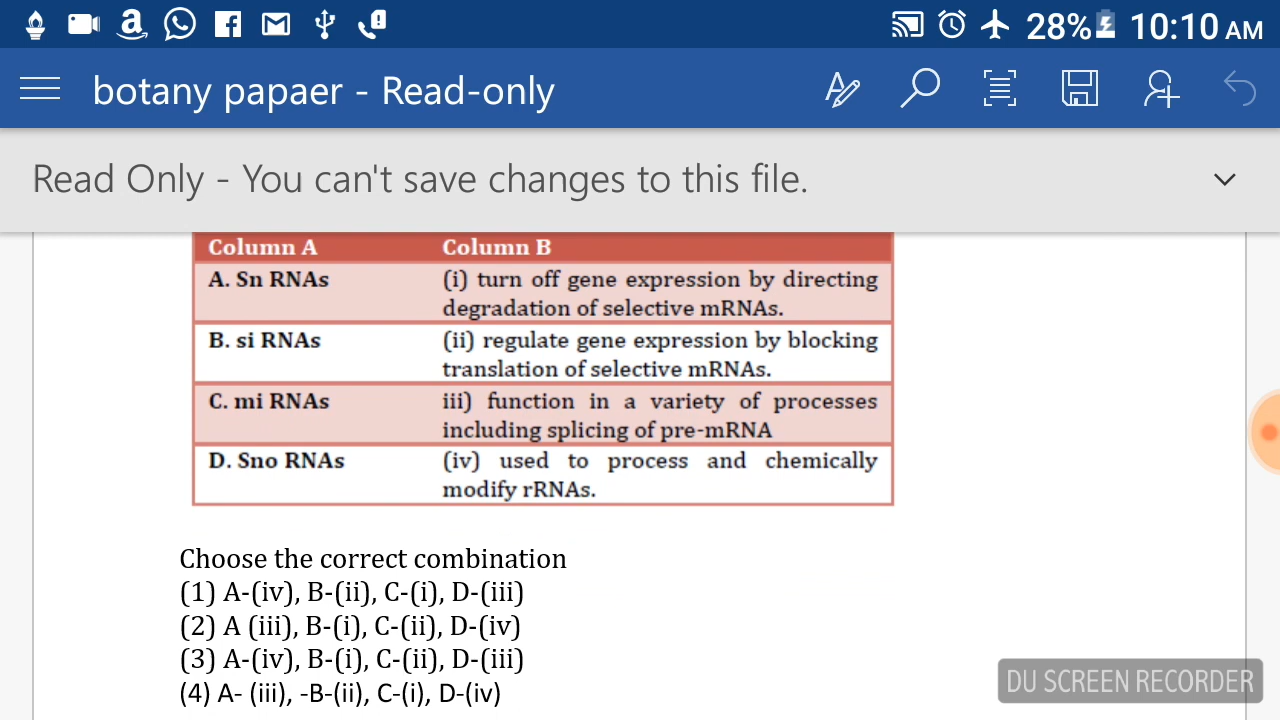 28% 10:10 AM
botany papaer - Read-only
Read Only - You can't save changes to this file.
Column A Column B
A. Sn RNAs (i) turn off gene expression by directing
degradation of selective mRNAs.
B. si RNAs (ii) regulate gene expression by blocking
translation of selective mRNAs.
C. mi RNAs iii) function in a variety of processes
including splicing of pre-mRNA
D. Sno RNAs (iv) used to process and chemically
modify rRNAs.
Choose the correct combination
(1) A-(iv), B-(ii), C-(i), D-(iii)
(2) A (iii), B-(i), C-(ii), D-(iv)
(3) A-(iv), B-(i), C-(ii), D-(iii)
(4) A- (iii), -B-(ii), C-(i), D-(iv)
DU SCREEN RECORDER